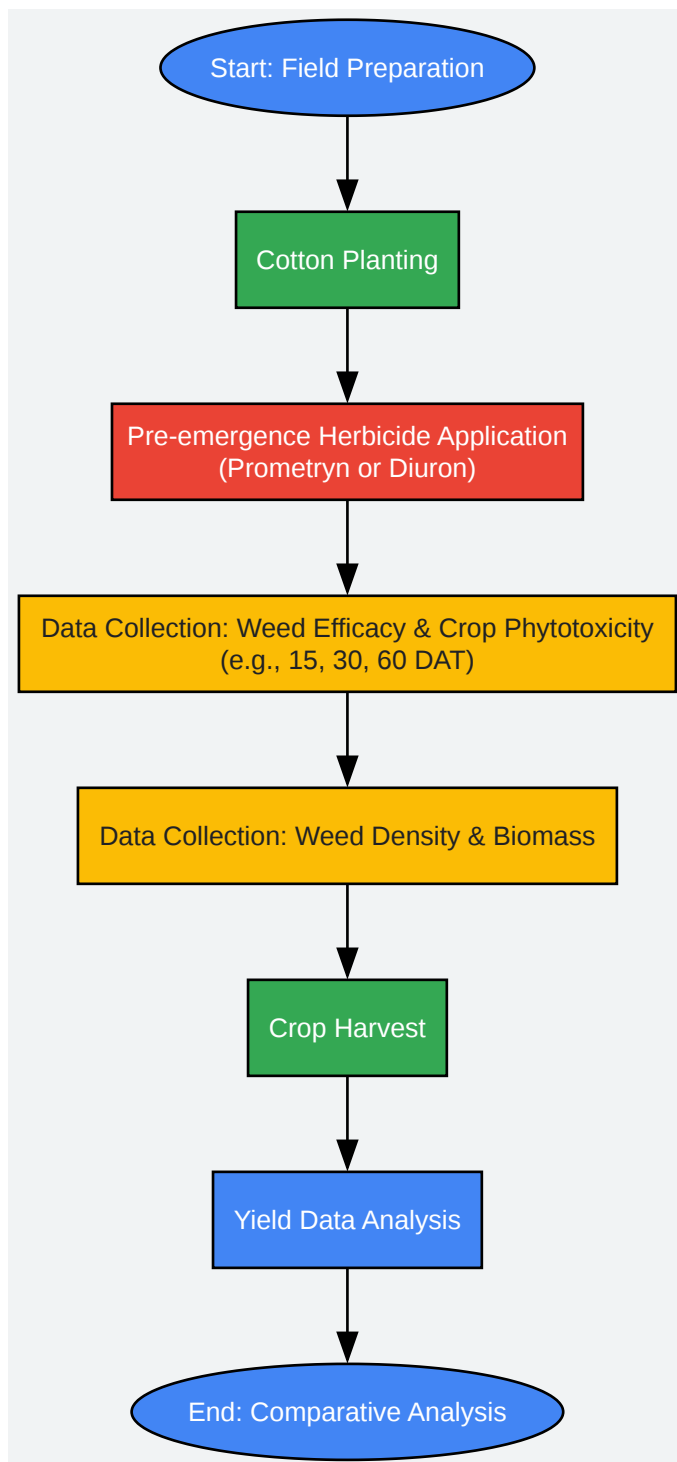 Start: Field Preparation
Cotton Planting
Pre-emergence Herbicide Application
(Prometryn or Diuron)
Data Collection: Weed Efficacy & Crop Phytotoxicity
(e.g., 15, 30, 60 DAT)
Data Collection: Weed Density & Biomass
Crop Harvest
Yield Data Analysis
End: Comparative Analysis